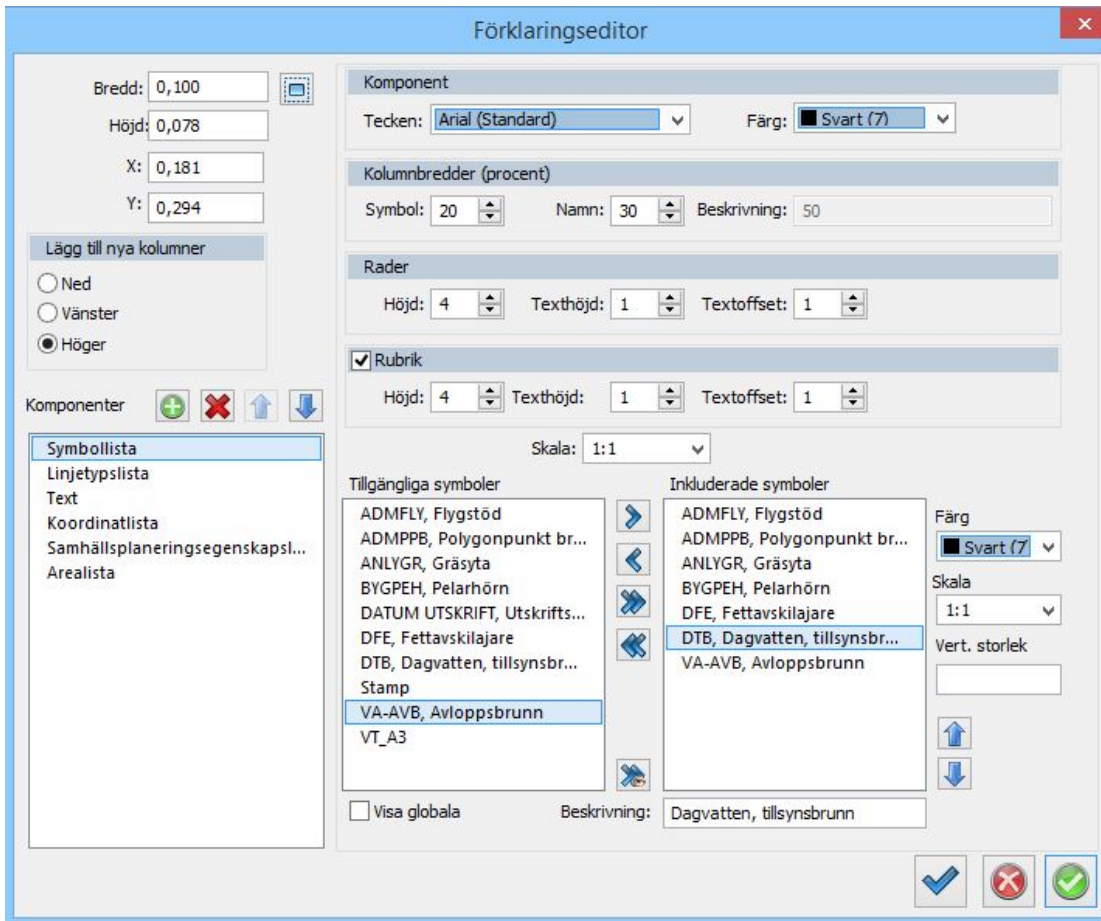 Förklaringseditor
Bredd: 0,100
Höjd: 0,078
X: 0,181
Y: 0,294
Lägg till nya kolumner
Ned
Vänster
Höger
Komponenter
Symbollista
Linjetypslista
Text
Koordinatlista
Samhällsplaneringsegenskapsl...
Arealista
Komponent
Tecken: Arial (Standard) Färg: Svart (7)
Kolumnbredder (procent)
Symbol: 20 Namn: 30 Beskrivning: 50
Rader
Höjd: 4 Texthöjd: 1 Textoffset: 1
Rubrik
Höjd: 4 Texthöjd: 1 Textoffset: 1
Skala: 1:1
Tillgängliga symboler
ADMFLY, Flygstöd
ADMPPB, Polygonpunkt br...
ANLYGR, Gräsyta
BYGPEH, Pelarhörn
DATUM UTSKRIFT, Utskrifts...
DFE, Fettavskilajare
DTB, Dagvatten, tillsynsbr...
Stamp
VA-AVB, Avloppsbrunn
VT_A3
Visa globala
Inkluderade symboler
ADMFLY, Flygstöd
ADMPPB, Polygonpunkt br...
ANLYGR, Gräsyta
BYGPEH, Pelarhörn
DFE, Fettavskilajare
DTB, Dagvatten, tillsynsbr...
VA-AVB, Avloppsbrunn
Beskrivning: Dagvatten, tillsynsbrunn
Färg
Svart (7
Skala
1:1
Vert. storlek